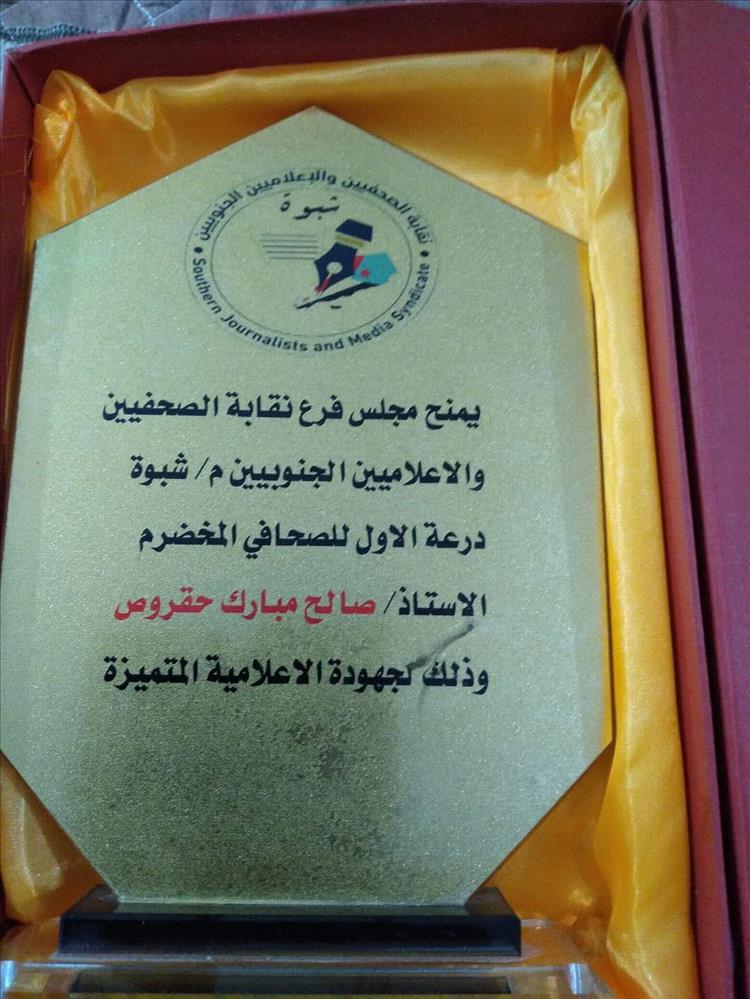 نقابة الصحفيين والإعلاميين الجنوبيين
شبوة
Southern Journalists and Media Syndicate
يمنح مجلس فرع نقابة الصحفيين
والاعلاميين الجنوبيين م/ شبوة
درعة الاول للصحافي المخضرم
الاستاذ/ صالح مبارك حقروص
وذلك لجهودة الاعلامية المتميزة